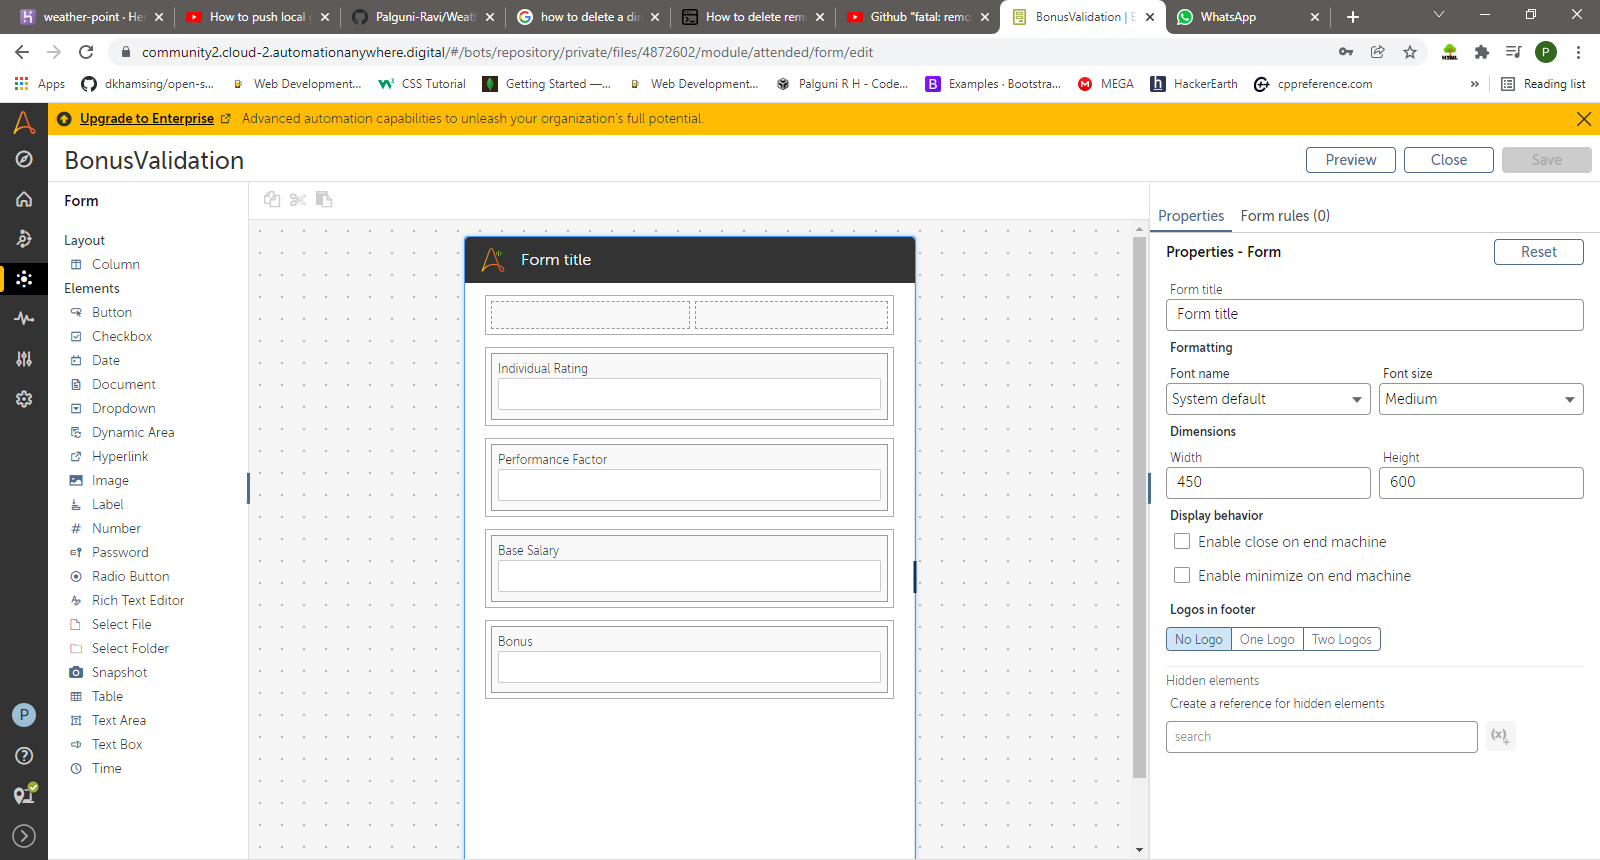 weather-point · He
How to push local g
Palguni-Ravi/Weatl
how to delete a dir
How to delete rem
Github "fatal: remo
BonusValidation | E
WhatsApp
community2.cloud-2.automationanywhere.digital/#/bots/repository/private/files/4872602/module/attended/form/edit
P
Apps
dkhamsing/open-s...
Web Development...
CSS Tutorial
Getting Started —...
Web Development...
Palguni R H - Code...
Examples · Bootstra...
MEGA
HackerEarth
cppreference.com
»
Reading list
Upgrade to Enterprise
Advanced automation capabilities to unleash your organization's full potential.
BonusValidation
Preview
Close
Save
Form
Layout
Column
Elements
Button
Checkbox
Date
Document
Dropdown
Dynamic Area
Hyperlink
Image
Label
Number
Password
Radio Button
Rich Text Editor
Select File
Select Folder
Snapshot
Table
Text Area
Text Box
Time
P
Form title
Individual Rating
Performance Factor
Base Salary
Bonus
Properties
Form rules (0)
Properties - Form
Reset
Form title
Form title
Formatting
Font name
Font size
System default
Medium
Dimensions
Width
Height
450
600
Display behavior
Enable close on end machine
Enable minimize on end machine
Logos in footer
No Logo
One Logo
Two Logos
Hidden elements
Create a reference for hidden elements
search
(x)+